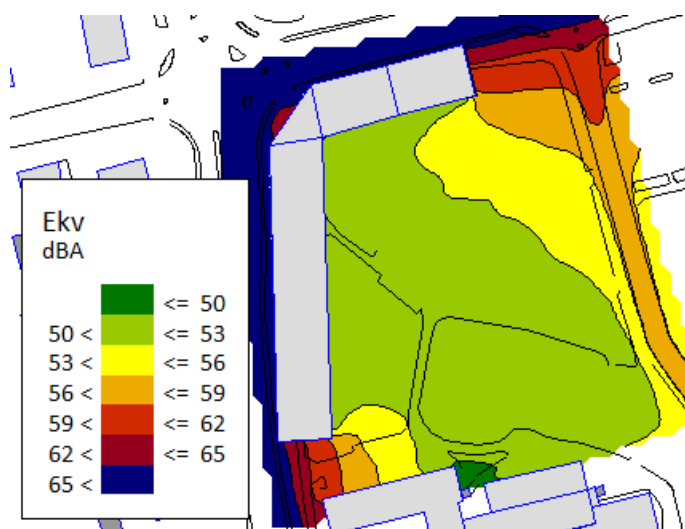 Ekv
dBA
<= 50
50 < <= 53
53 < <= 56
56 < <= 59
59 < <= 62
62 < <= 65
65 <